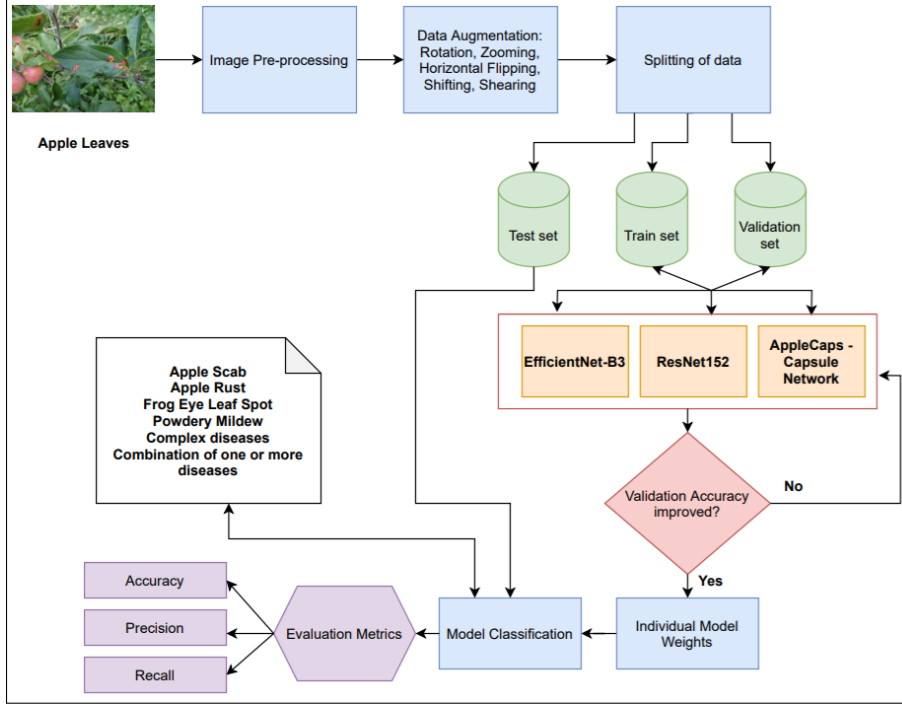 Image Pre-processing
Data Augmentation:
Rotation, Zooming,
Horizontal Flipping,
Shifting, Shearing
Splitting of data
Apple Leaves
Test set
Train set
Validation
set
EfficientNet-B3
ResNet152
AppleCaps -
Capsule
Network
Apple Scab
Apple Rust
Frog Eye Leaf Spot
Powdery Mildew
Complex diseases
Combination of one or more
diseases
Validation Accuracy
improved?
No
Yes
Accuracy
Precision
Recall
Evaluation Metrics
Model Classification
Individual Model
Weights